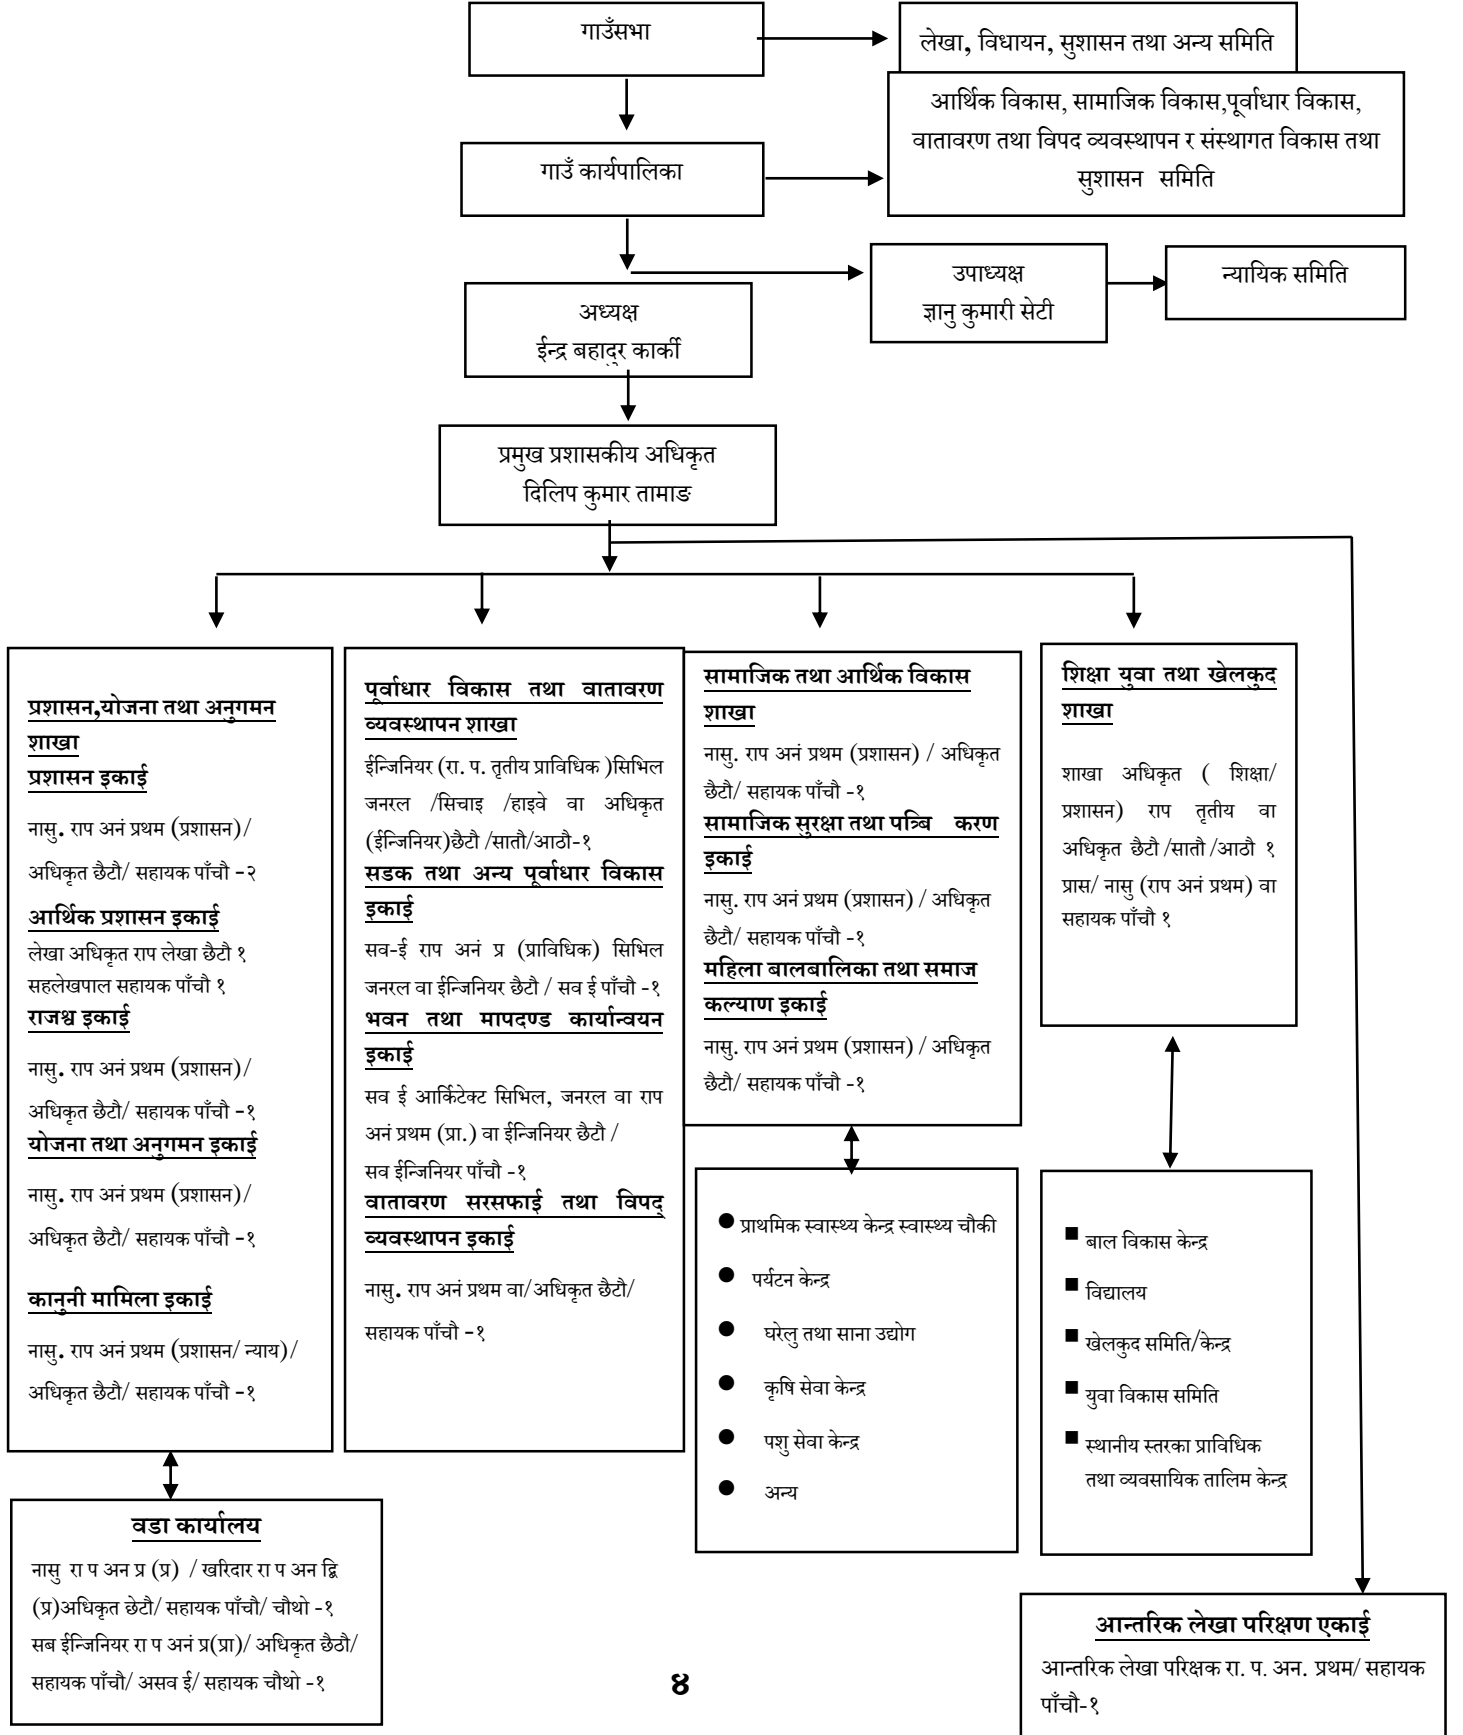 गाउँसभा
लेखा, विधायन, सुशासन तथा अन्य समिति
आर्थिक विकास, सामाजिक विकास,पूर्वाधार विकास,
वातावरण तथा विपद व्यवस्थापन र संस्थागत विकास तथा
सुशासन समिति
गाउँ कार्यपालिका
उपाध्यक्ष
ज्ञानु कुमारी सेटी
न्यायिक समिति
अध्यक्ष
ईन्द्र बहादुर कार्की
प्रमुख प्रशासकीय अधिकृत
दिलिप कुमार तामाङ
प्रशासन,योजना तथा अनुगमन
शाखा
प्रशासन इकाई
नासु. राप अनं प्रथम (प्रशासन)/
अधिकृत छैटौ/ सहायक पाँचौ -२
आर्थिक प्रशासन इकाई
लेखा अधिकृत राप लेखा छैटौ १
सहलेखपाल सहायक पाँचौ १
राजश्व इकाई
नासु. राप अनं प्रथम (प्रशासन)/
अधिकृत छैटौ/ सहायक पाँचौ -१
योजना तथा अनुगमन इकाई
नासु. राप अनं प्रथम (प्रशासन)/
अधिकृत छैटौ/ सहायक पाँचौ -१
कानुनी मामिला इकाई
नासु. राप अनं प्रथम (प्रशासन/ न्याय)/
अधिकृत छैटौ/ सहायक पाँचौ -१
पूर्वाधार विकास तथा वातावरण
व्यवस्थापन शाखा
ईन्जिनियर (रा. प. तृतीय प्राविधिक )सिभिल
जनरल /सिचाइ /हाइवे वा अधिकृत
(ईन्जिनियर)छैटौ /सातौ/आठौ-१
सडक तथा अन्य पूर्वाधार विकास
इकाई
सव-ई राप अनं प्र (प्राविधिक) सिभिल
जनरल वा ईन्जिनियर छैटौ / सव ई पाँचौ -१
भवन तथा मापदण्ड कार्यान्वयन
इकाई
सव ई आर्किटेक्ट सिभिल, जनरल वा राप
अनं प्रथम (प्रा.) वा ईन्जिनियर छैटौ /
सव ईन्जिनियर पाँचौ -१
वातावरण सरसफाई तथा विपद्
व्यवस्थापन इकाई
नासु. राप अनं प्रथम वा/अधिकृत छैटौ/
सहायक पाँचौ -१
सामाजिक तथा आर्थिक विकास
शाखा
नासु. राप अनं प्रथम (प्रशासन) / अधिकृत
छैटौ/ सहायक पाँचौ -१
सामाजिक सुरक्षा तथा पञ्बि करण
इकाई
नासु. राप अनं प्रथम (प्रशासन) / अधिकृत
छैटौ/ सहायक पाँचौ -१
महिला बालबालिका तथा समाज
कल्याण इकाई
नासु. राप अनं प्रथम (प्रशासन) / अधिकृत
छैटौ/ सहायक पाँचौ -१
शिक्षा युवा तथा खेलकुद
शाखा
शाखा अधिकृत ( शिक्षा/
प्रशासन) राप तृतीय वा
अधिकृत छैटौ /सातौ /आठौ १
प्रास/ नासु (राप अनं प्रथम) वा
सहायक पाँचौ १
● प्राथमिक स्वास्थ्य केन्द्र स्वास्थ्य चौकी
● पर्यटन केन्द्र
● घरेलु तथा साना उद्योग
● कृषि सेवा केन्द्र
● पशु सेवा केन्द्र
● अन्य
■ बाल विकास केन्द्र
■ विद्यालय
■ खेलकुद समिति/केन्द्र
■ युवा विकास समिति
■ स्थानीय स्तरका प्राविधिक
तथा व्यवसायिक तालिम केन्द्र
वडा कार्यालय
नासु रा प अन प्र (प्र) / खरिदार रा प अन द्बि
(प्र)अधिकृत छेटौ/ सहायक पाँचौ/ चौथो -१
सब ईन्जिनियर रा प अनं प्र(प्रा)/ अधिकृत छैठौ/
सहायक पाँचौ/ असव ई/ सहायक चौथो -१
आन्तरिक लेखा परिक्षण एकाई
आन्तरिक लेखा परिक्षक रा. प. अन. प्रथम/ सहायक
पाँचौ-१
४